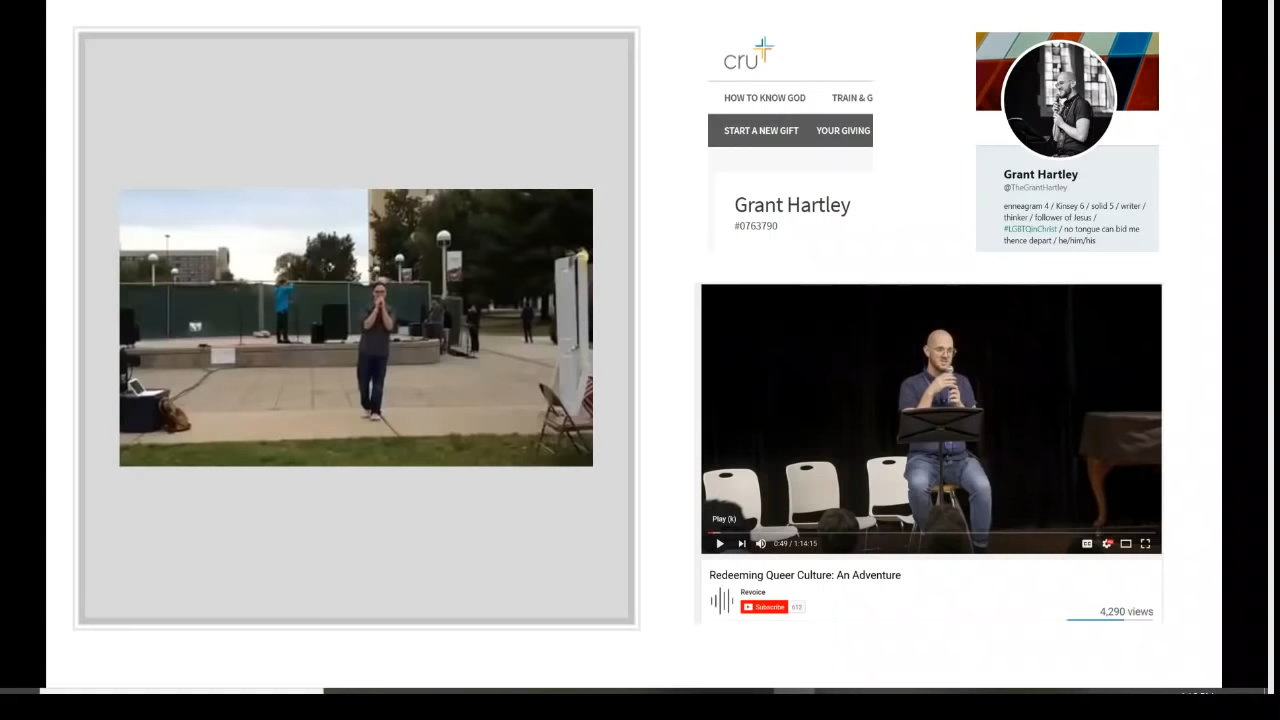 cru
HOW TO KNOW GOD TRAIN & G
START A NEW GIFT YOUR GIVING
Grant Hartley
#0763790
Grant Hartley
@TheGrantHartley
enneagram 4 / Kinsey 6 / solid 5 / writer /
thinker / follower of Jesus /
#LGBTQinChrist / no tongue can bid me
thence depart / he/him/his
Play (k)
0:49 / 1:14:15
CC
Redeeming Queer Culture: An Adventure
Revoice
Subscribe 612
4,290 views